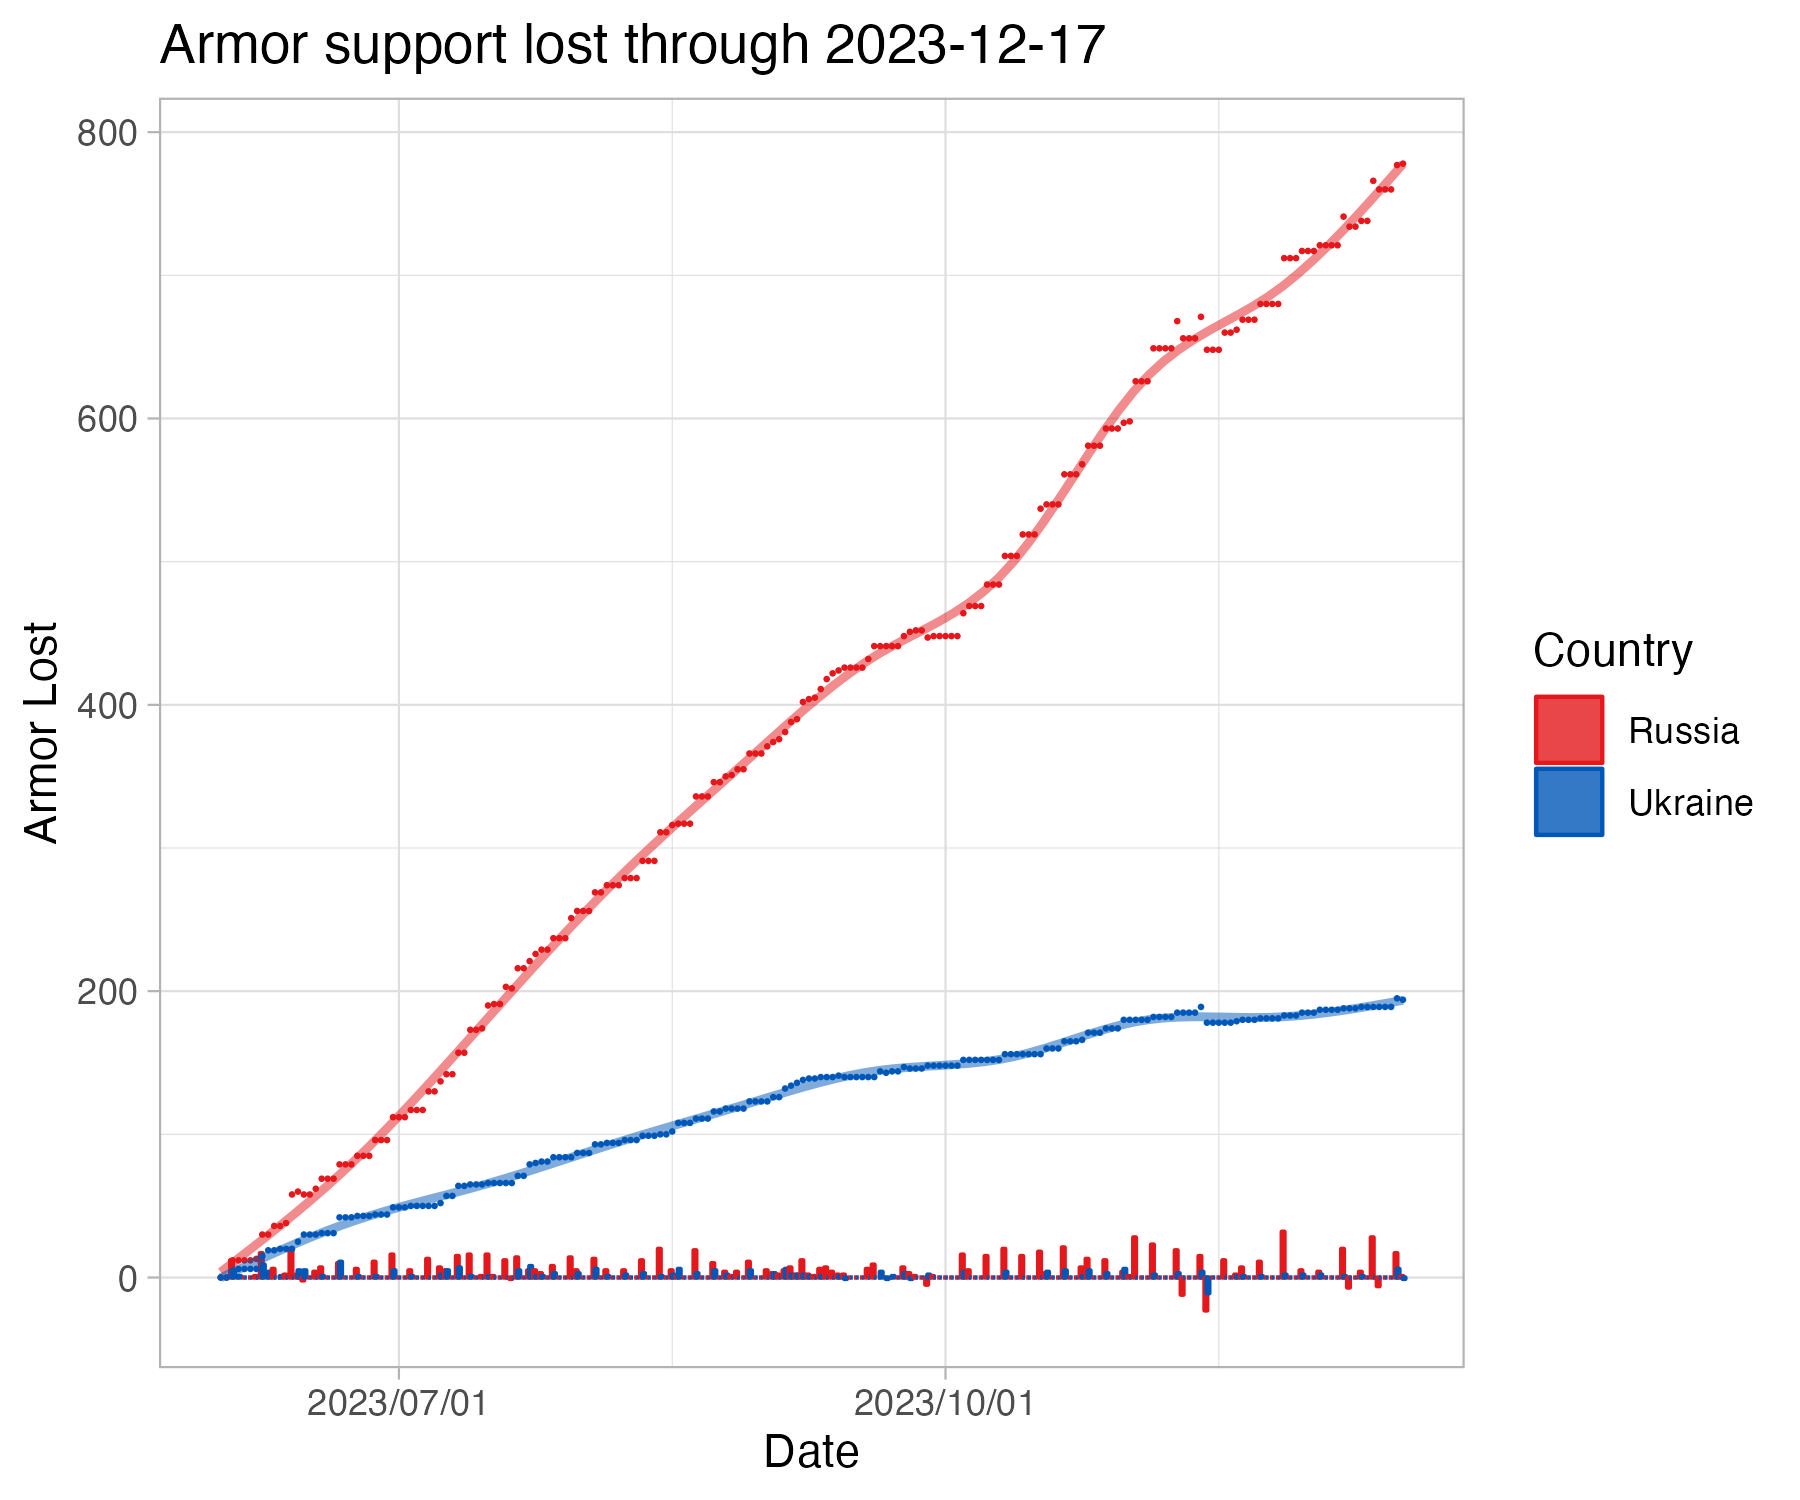 Armor support lost through 2023-12-17
800
600
400
200
0
Armor Lost
2023/07/01
2023/10/01
Date
Country
Russia
Ukraine